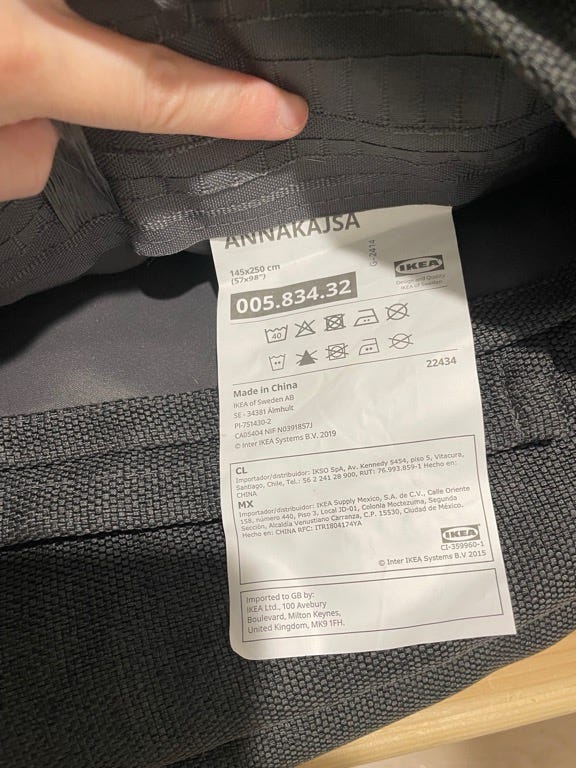 ANNAKAJSA
G-2414
145x250 cm
(57x98")
IKEA
Design and Quality
IKEA of Sweden
005.834.32
40
22434
Made in China
IKEA of Sweden AB
SE - 34381 Älmhult
PI-751430-2
CA05404 NIF N0391857J
© Inter IKEA Systems B.V. 2019
CL
Importador/distribuidor: IKSO SpA, Av. Kennedy 5454, piso 5, Vitacura,
Santiago, Chile, Tel.: 56 2 241 28 900, RUT: 76.993.859-1 Hecho en:
CHINA
MX
Importador/distribuidor: IKEA Supply Mexico, S.A. de C.V., Calle Oriente
158, número 440, Piso 3, Local JD-01, Colonia Moctezuma, Segunda
Sección, Alcaldía Venustiano Carranza, C.P. 15530, Ciudad de México.
Hecho en: CHINA RFC: ITR1804174YA
IKEA
CI-359960-1
© Inter IKEA Systems B.V 2015
Imported to GB by:
IKEA Ltd., 100 Avebury
Boulevard, Milton Keynes,
United Kingdom, MK9 1FH.